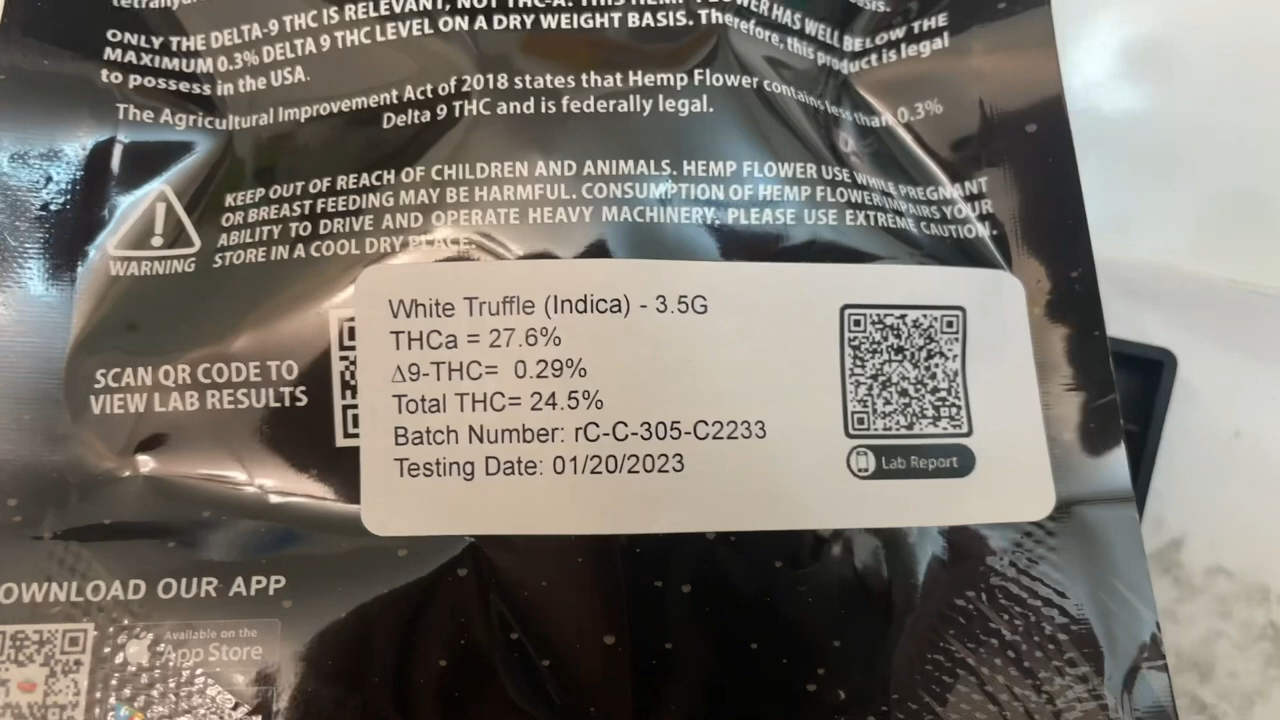 ONLY THE DELTA-9 THC IS RELEVANT, NOT THC-A. THIS HEMP FLOWER HAS WELL BELOW THE
MAXIMUM 0.3% DELTA 9 THC LEVEL ON A DRY WEIGHT BASIS. Therefore, this product is legal
to possess in the USA.
The Agricultural Improvement Act of 2018 states that Hemp Flower contains less than 0.3%
Delta 9 THC and is federally legal.
KEEP OUT OF REACH OF CHILDREN AND ANIMALS. HEMP FLOWER USE WHILE PREGNANT
OR BREAST FEEDING MAY BE HARMFUL. CONSUMPTION OF HEMP FLOWER IMPAIRS YOUR
ABILITY TO DRIVE AND OPERATE HEAVY MACHINERY. PLEASE USE EXTREME CAUTION.
STORE IN A COOL DRY PLACE.
WARNING
White Truffle (Indica) - 3.5G
THCa = 27.6%
Δ9-THC= 0.29%
Total THC= 24.5%
Batch Number: rC-C-305-C2233
Testing Date: 01/20/2023
Lab Report
SCAN QR CODE TO
VIEW LAB RESULTS
OWNLOAD OUR APP
Available on the
App Store